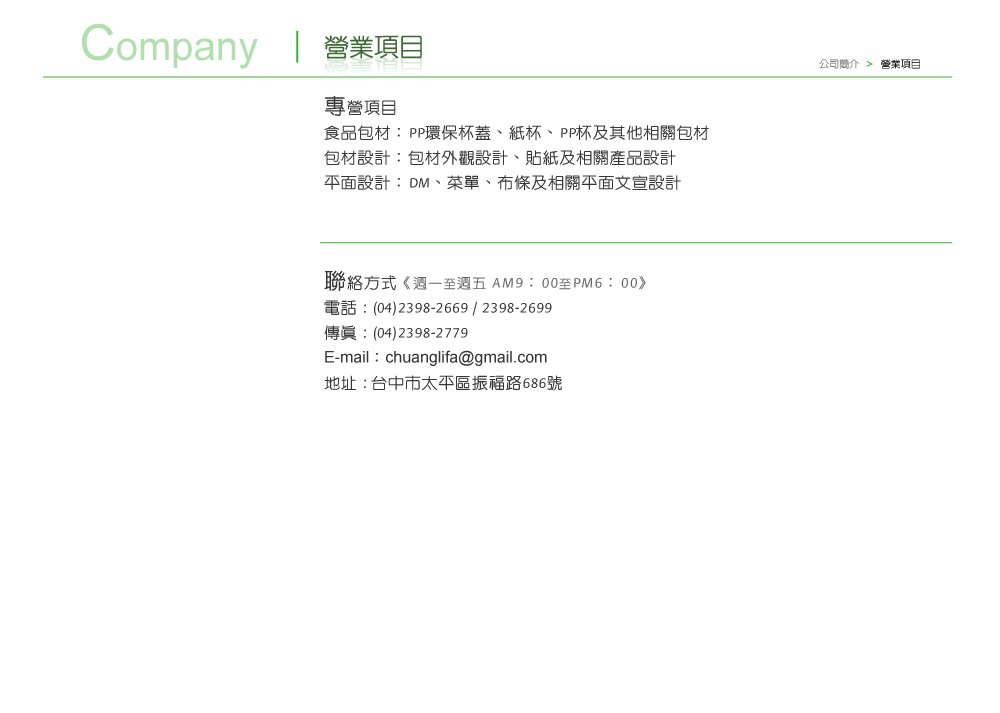 Company
營業項目
公司簡介 > 營業項目
專營項目
食品包材：PP環保杯蓋、紙杯、PP杯及其他相關包材
包材設計：包材外觀設計、貼紙及相關產品設計
平面設計：DM、菜單、布條及相關平面文宣設計
聯絡方式《週一至週五 AM9：00至PM6：00》
電話：(04)2398-2669 / 2398-2699
傳真：(04)2398-2779
E-mail：chuanglifa@gmail.com
地址：台中市太平區振福路686號